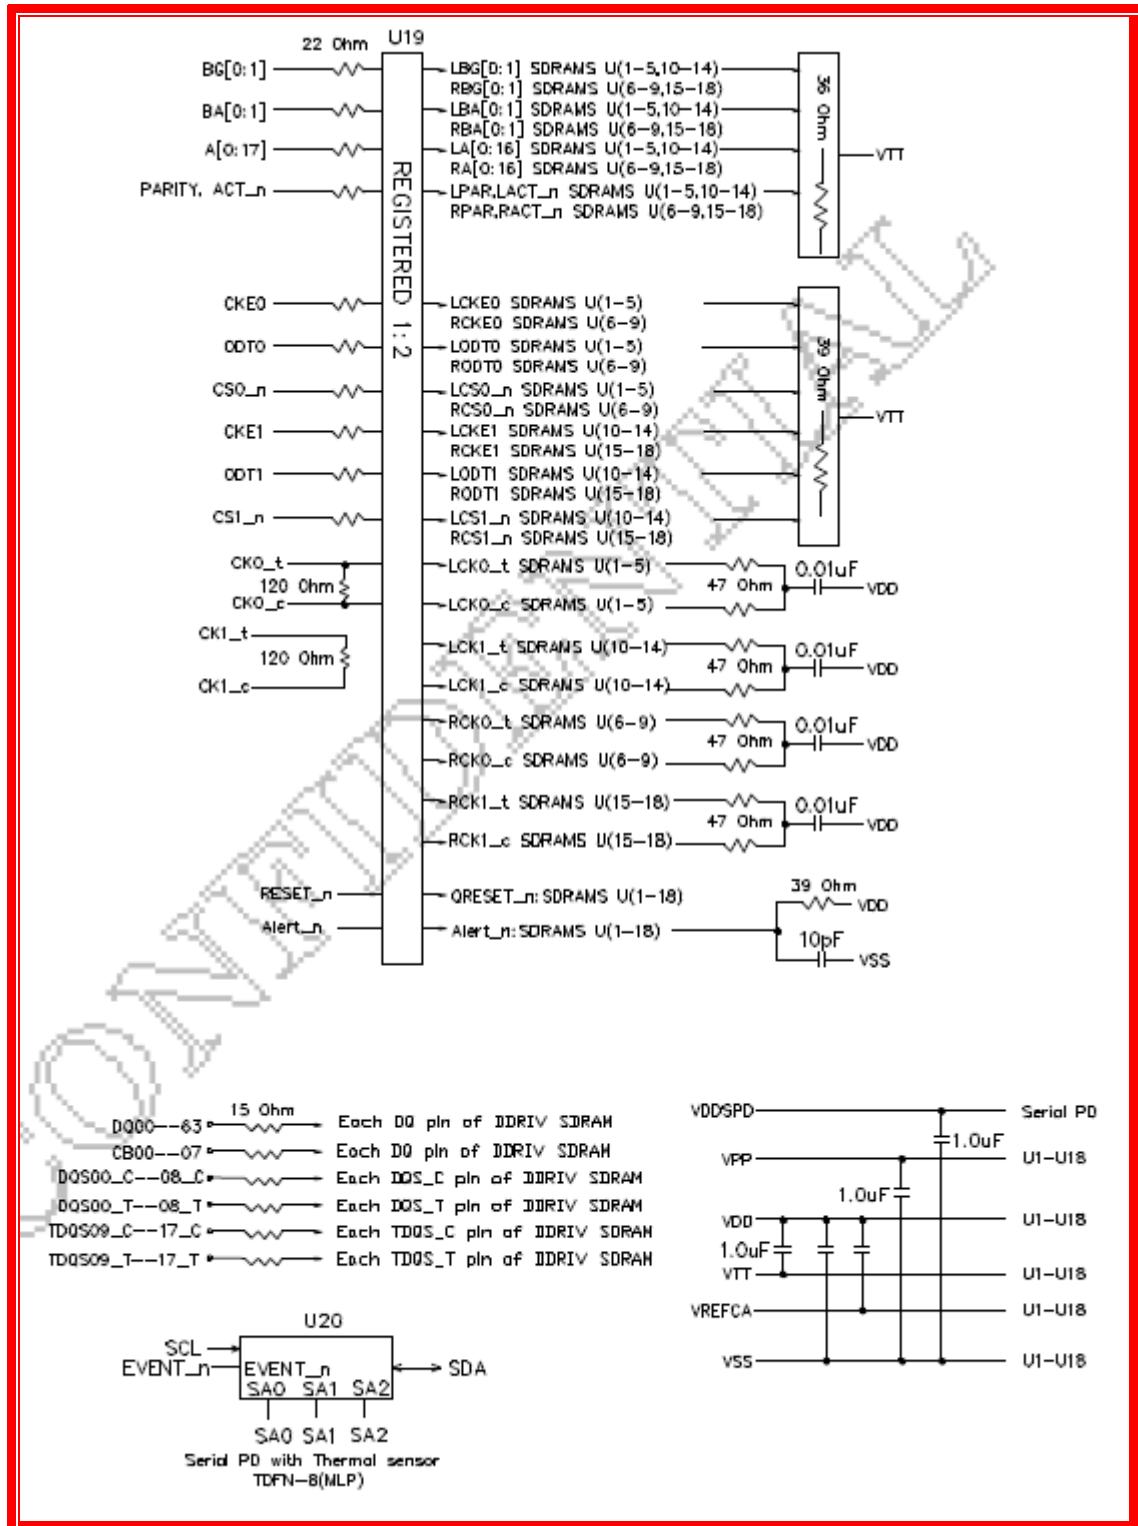 22 Ohm U19
BG[0:1] LBG[0:1] SDRAMS U(1-5,10-14)
RBG[0:1] SDRAMS U(6-9,15-18)
BA[0:1] LBA[0:1] SDRAMS U(1-5,10-14)
RBA[0:1] SDRAMS U(6-9,15-18)
A[0:17] LA[0:16] SDRAMS U(1-5,10-14)
RA[0:16] SDRAMS U(6-9,15-18)
PARITY, ACT_n LPAR,LACT_n SDRAMS U(1-5,10-14)
RPAR,RACT_n SDRAMS U(6-9,15-18)
36 Ohm
VTT
REGISTERED 1:2
CKE0 LCKE0 SDRAMS U(1-5)
RCKE0 SDRAMS U(6-9)
ODT0 LODT0 SDRAMS U(1-5)
RODT0 SDRAMS U(6-9)
CS0_n LCS0_n SDRAMS U(1-5)
RCS0_n SDRAMS U(6-9)
CKE1 LCKE1 SDRAMS U(10-14)
RCKE1 SDRAMS U(15-18)
ODT1 LODT1 SDRAMS U(10-14)
RODT1 SDRAMS U(15-18)
CS1_n LCS1_n SDRAMS U(10-14)
RCS1_n SDRAMS U(15-18)
39 Ohm
VTT
CK0_t LCK0_t SDRAMS U(1-5) 0.01uF
120 Ohm 47 Ohm VDD
CK0_c LCK0_c SDRAMS U(1-5)
CK1_t LCK1_t SDRAMS U(10-14) 0.01uF
120 Ohm 47 Ohm VDD
CK1_c LCK1_c SDRAMS U(10-14)
RCK0_t SDRAMS U(6-9) 0.01uF
47 Ohm VDD
RCK0_c SDRAMS U(6-9)
RCK1_t SDRAMS U(15-18) 0.01uF
47 Ohm VDD
RCK1_c SDRAMS U(15-18)
RESET_n QRESET_n: SDRAMS U(1-18)
39 Ohm
VDD
Alert_n Alert_n: SDRAMS U(1-18)
10pF
VSS
CONFIDENTIAL
15 Ohm
DQ00--63 Each DQ pin of DDRIV SDRAM
CB00--07 Each DQ pin of DDRIV SDRAM
DQS00_C--08_C Each DQS_C pin of DDRIV SDRAM
DQS00_T--08_T Each DQS_T pin of DDRIV SDRAM
TDQS09_C--17_C Each TDQS_C pin of DDRIV SDRAM
TDQS09_T--17_T Each TDQS_T pin of DDRIV SDRAM
VDDSPD Serial PD
1.0uF
VPP U1-U18
1.0uF
VDD U1-U18
1.0uF
VTT U1-U18
VREFCA U1-U18
VSS U1-U18
U20
SCL
EVENT_n EVENT_n SDA
SA0 SA1 SA2
SA0 SA1 SA2
Serial PD with Thermal sensor
TDFN-8(MLP)